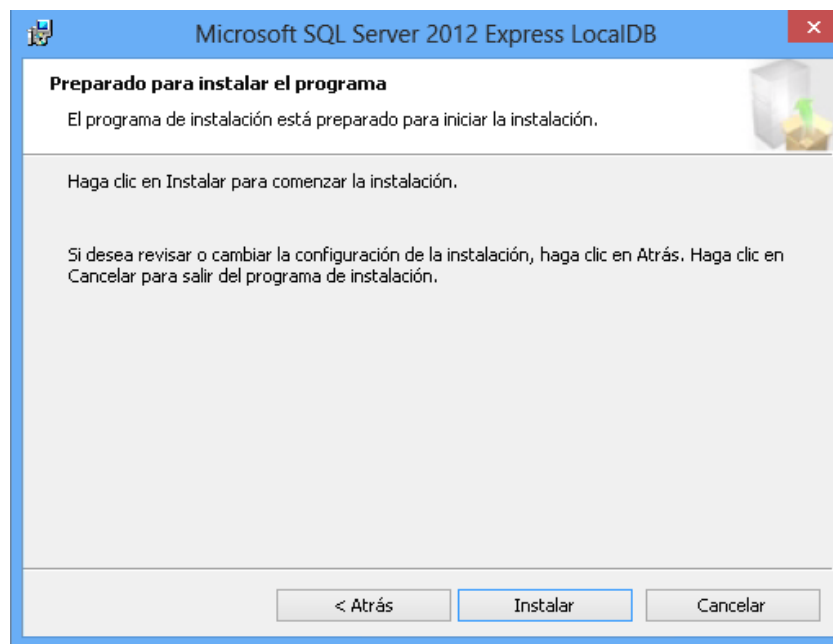 Microsoft SQL Server 2012 Express LocalDB
Preparado para instalar el programa
El programa de instalación está preparado para iniciar la instalación.
Haga clic en Instalar para comenzar la instalación.
Si desea revisar o cambiar la configuración de la instalación, haga clic en Atrás. Haga clic en
Cancelar para salir del programa de instalación.
< Atrás
Instalar
Cancelar